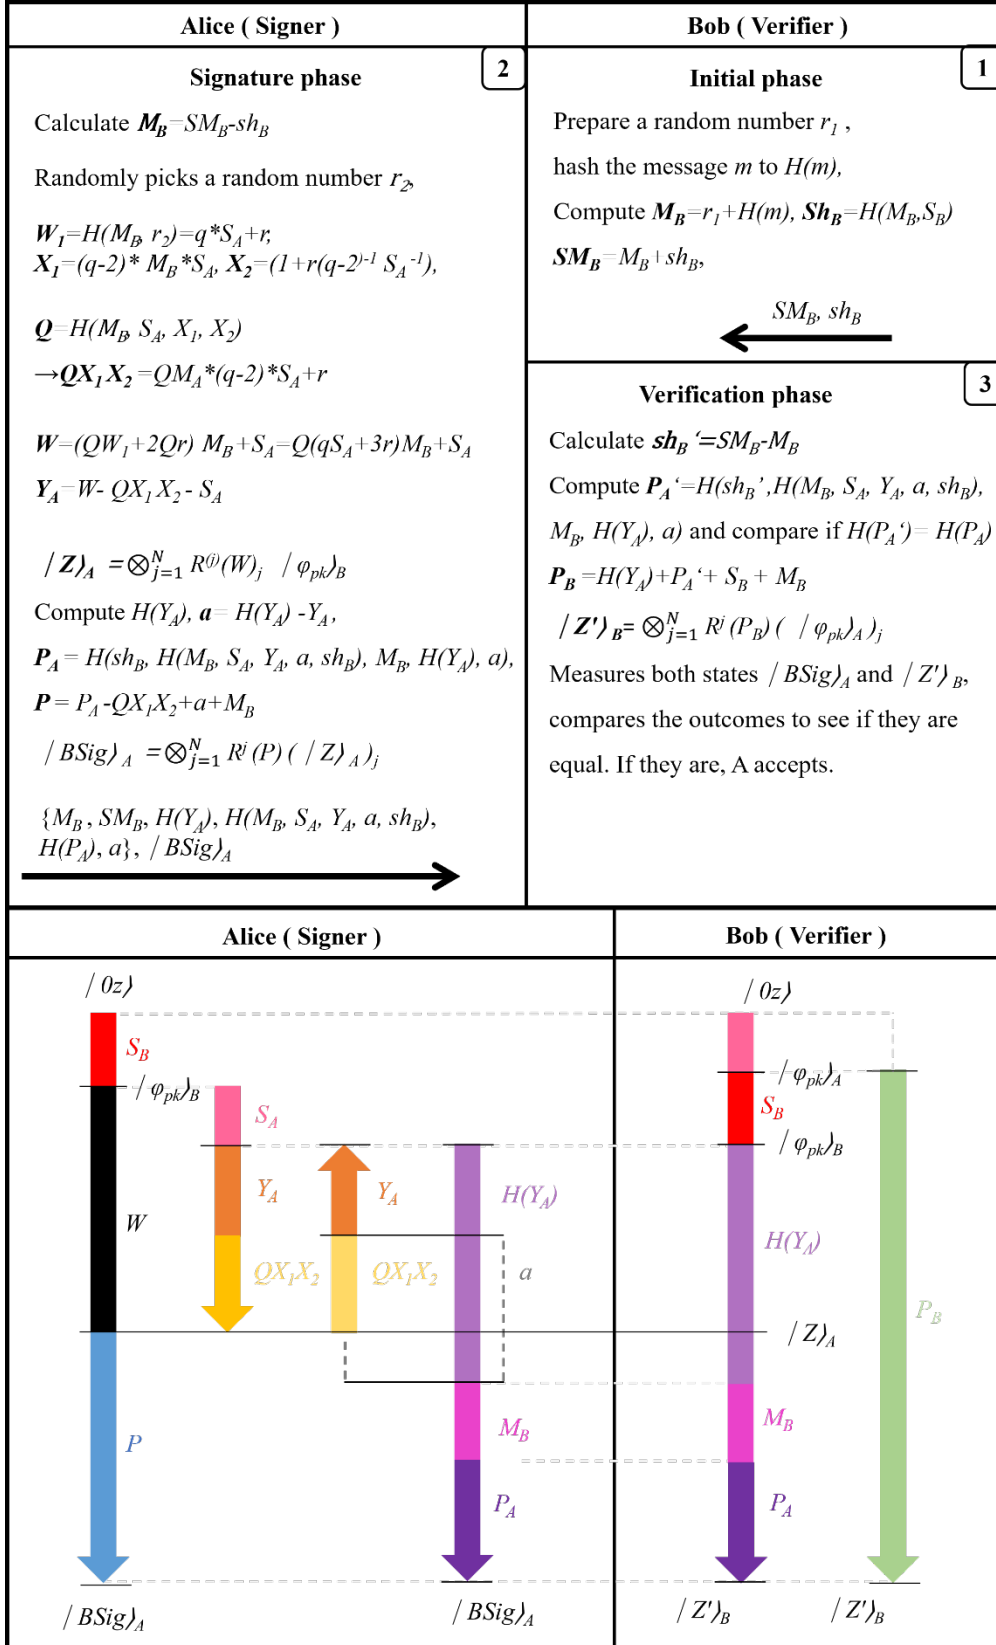 Alice ( Signer )
Bob ( Verifier )
Signature phase
2
Calculate M_B=SM_B-sh_B
Randomly picks a random number r_2,
W_1=H(M_B, r_2)=q*S_A+r,
X_1=(q-2)* M_B*S_A, X_2=(1+r(q-2)^-1 S_A^-1),
Q=H(M_B, S_A, X_1, X_2)
→QX_1X_2=QM_A*(q-2)*S_A+r
W=(QW_1+2Qr) M_B+S_A=Q(qS_A+3r)M_B+S_A
Y_A=W- QX_1X_2- S_A
|Z⟩_A =⊗_{j=1}^N R^(j)(W)_j |φ_pk⟩_B
Compute H(Y_A), a= H(Y_A) -Y_A,
P_A= H(sh_B, H(M_B, S_A, Y_A, a, sh_B), M_B, H(Y_A), a),
P= P_A-QX_1X_2+a+M_B
|BSig⟩_A =⊗_{j=1}^N R^j (P) ( |Z⟩_A )_j
{M_B, SM_B, H(Y_A), H(M_B, S_A, Y_A, a, sh_B),
H(P_A), a}, |BSig⟩_A
Initial phase
1
Prepare a random number r_1 ,
hash the message m to H(m),
Compute M_B=r_1+H(m), Sh_B=H(M_B,S_B)
SM_B=M_B+sh_B,
SM_B, sh_B
Verification phase
3
Calculate sh_B ‘=SM_B-M_B
Compute P_A‘=H(sh_B’,H(M_B, S_A, Y_A, a, sh_B),
M_B, H(Y_A), a) and compare if H(P_A‘)= H(P_A)
P_B=H(Y_A)+P_A‘+ S_B + M_B
|Z'⟩_B= ⊗_{j=1}^N R^j (P_B) ( |φ_pk⟩_A )_j
Measures both states |BSig⟩_A and |Z'⟩_B,
compares the outcomes to see if they are
equal. If they are, A accepts.
Alice ( Signer )
Bob ( Verifier )
|0z⟩
S_B
|φ_pk⟩_B
S_A
W
Y_A
Y_A
H(Y_A)
QX_1X_2
QX_1X_2
a
P
M_B
P_A
|BSig⟩_A
|BSig⟩_A
|0z⟩
|φ_pk⟩_A
S_B
|φ_pk⟩_B
H(Y_A)
P_B
|Z⟩_A
M_B
P_A
|Z'⟩_B
|Z'⟩_B